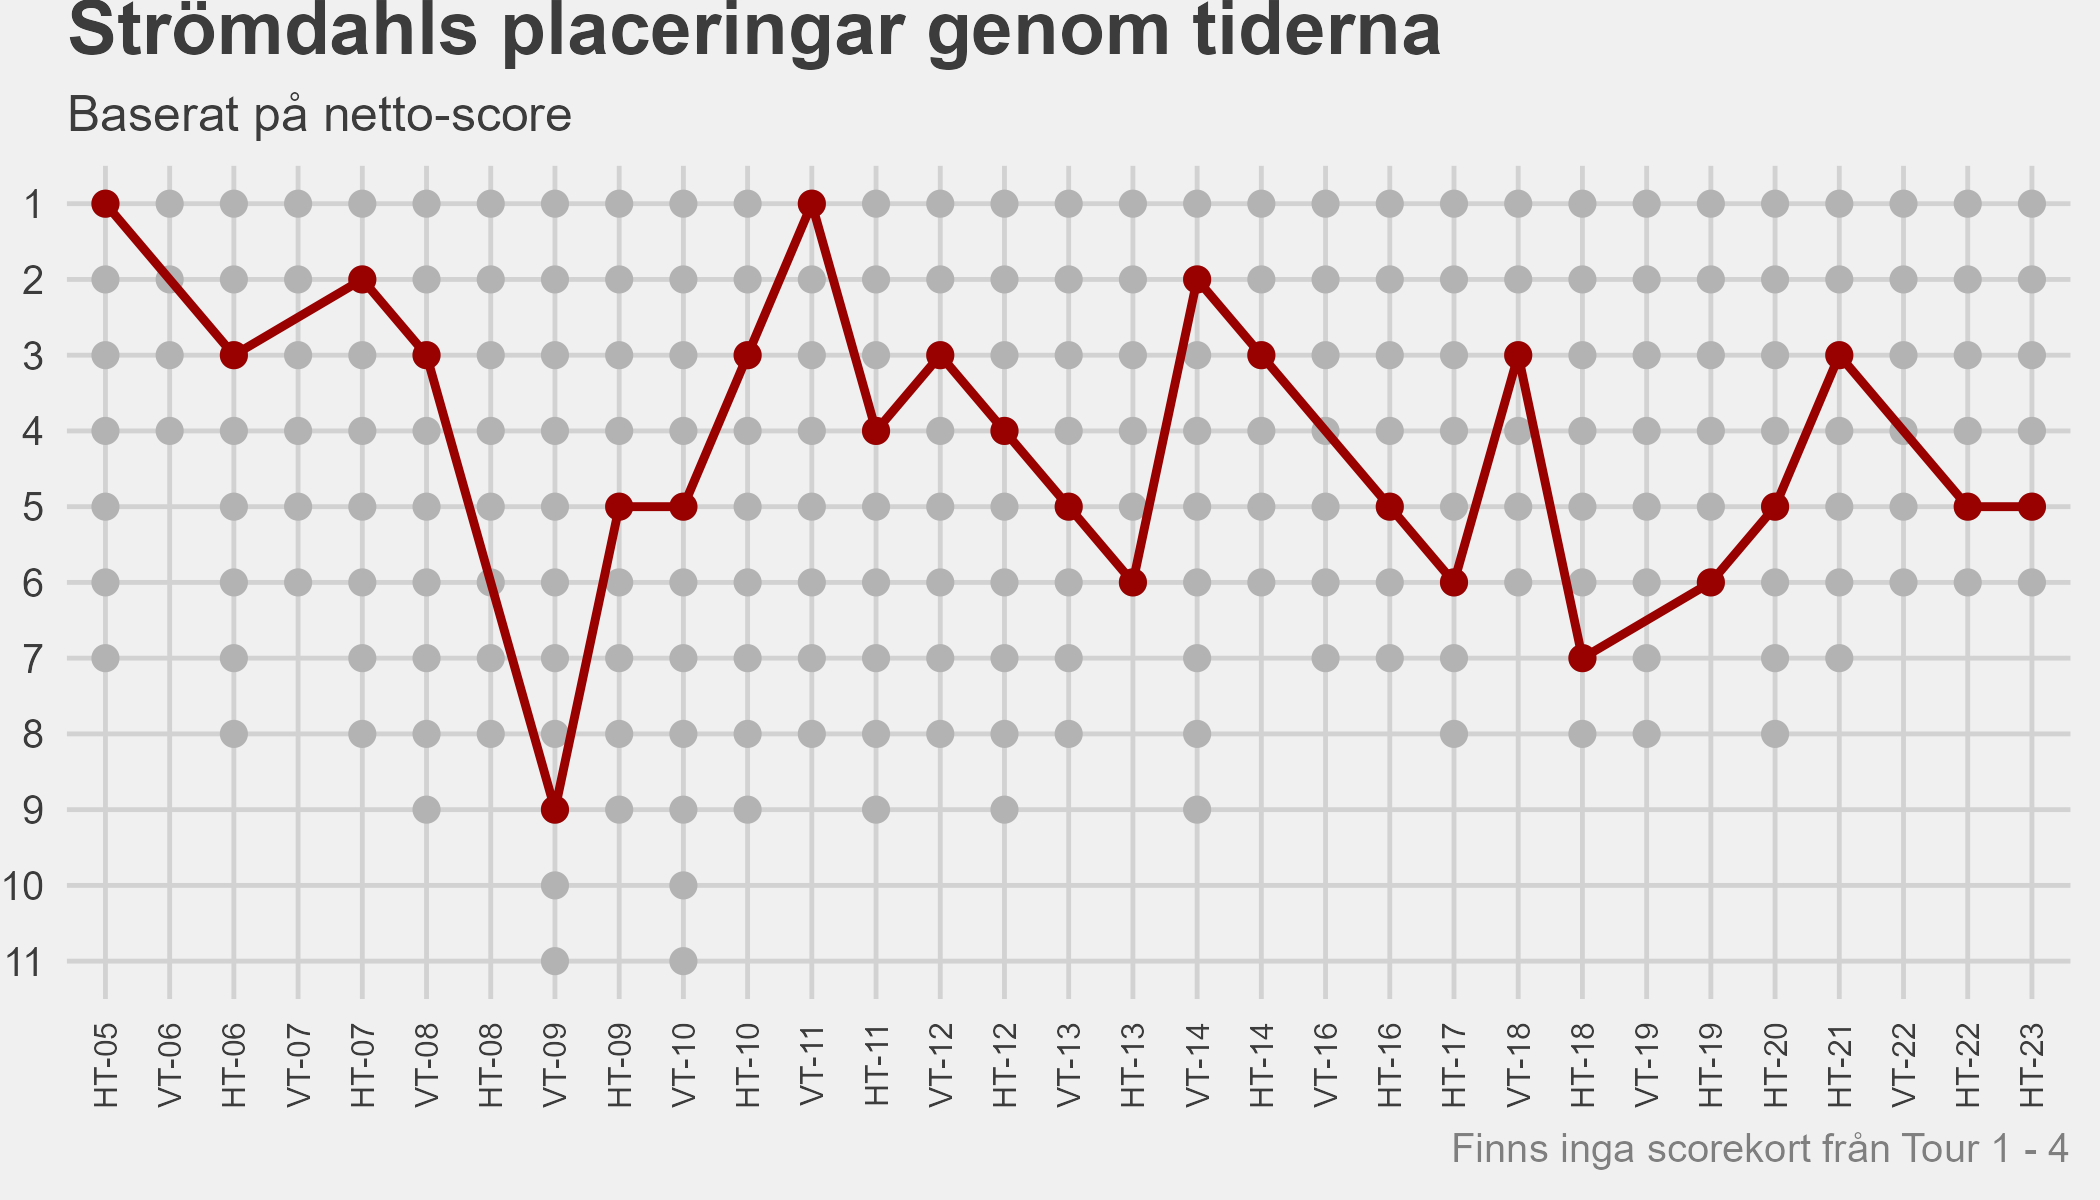 Strömdahls placeringar genom tiderna
Baserat på netto-score
1
2
3
4
5
6
7
8
9
10
11
HT-05
VT-06
HT-06
VT-07
HT-07
VT-08
HT-08
VT-09
HT-09
VT-10
HT-10
VT-11
HT-11
VT-12
HT-12
VT-13
HT-13
VT-14
HT-14
VT-16
HT-16
HT-17
VT-18
HT-18
VT-19
HT-19
HT-20
HT-21
VT-22
HT-22
HT-23
Finns inga scorekort från Tour 1 - 4